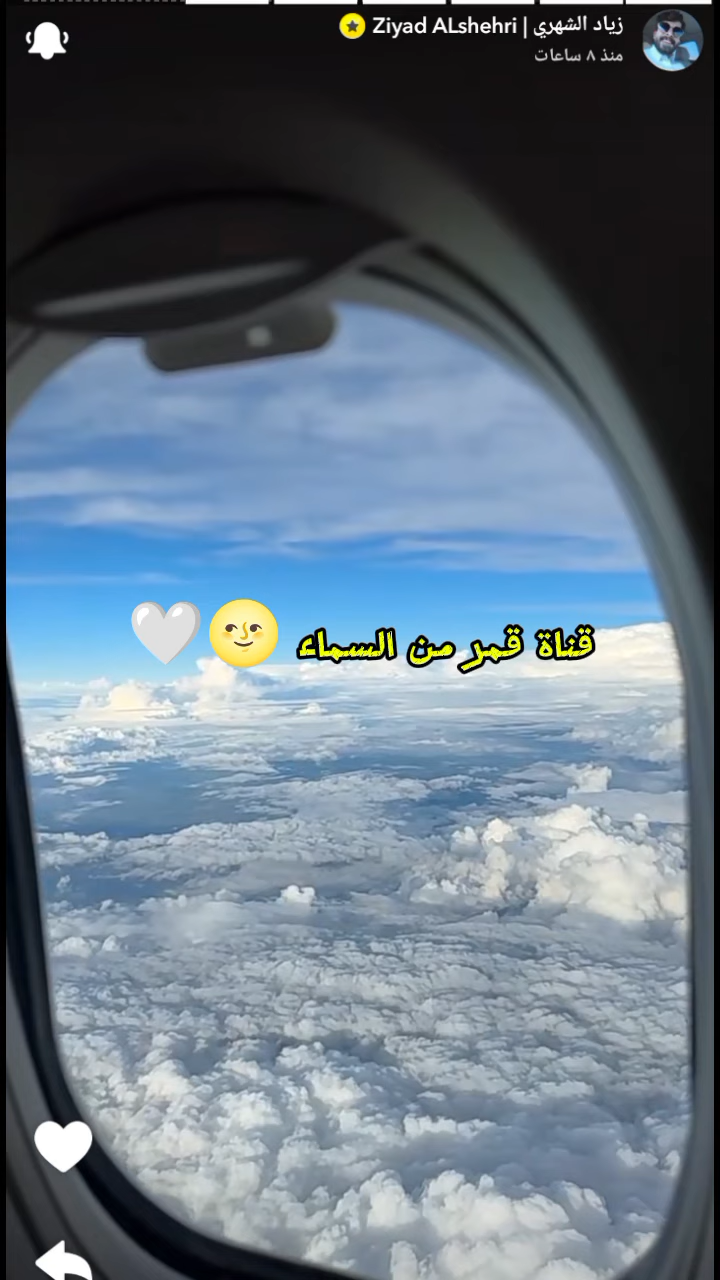 زياد الشهري | Ziyad ALshehri
منذ ٨ ساعات
قناة قمر من السماء 🌝🤍